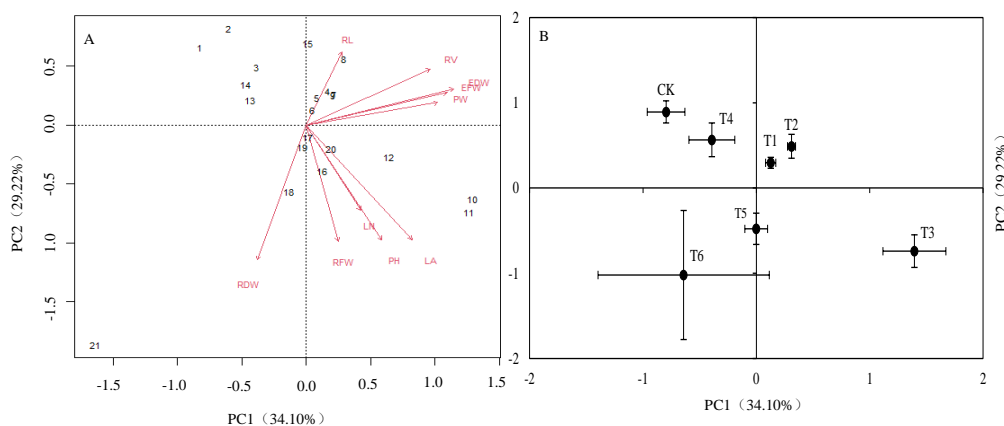 A
2
1
15
RL
8
RV
3
14
13
4
9
7
5
6
EDW
EFW
PW
17
19
20
16
12
18
10
11
LN
RDW
RFW
PH
LA
21
0.5
0.0
-0.5
-1.0
-1.5
-1.5
-1.0
-0.5
0.0
0.5
1.0
1.5
PC2（29.22%）
PC1（34.10%）
B
CK
T4
T1
T2
T5
T3
T6
2
1
0
-1
-2
-2
-1
0
1
2
PC1（34.10%）
PC2（29.22%）